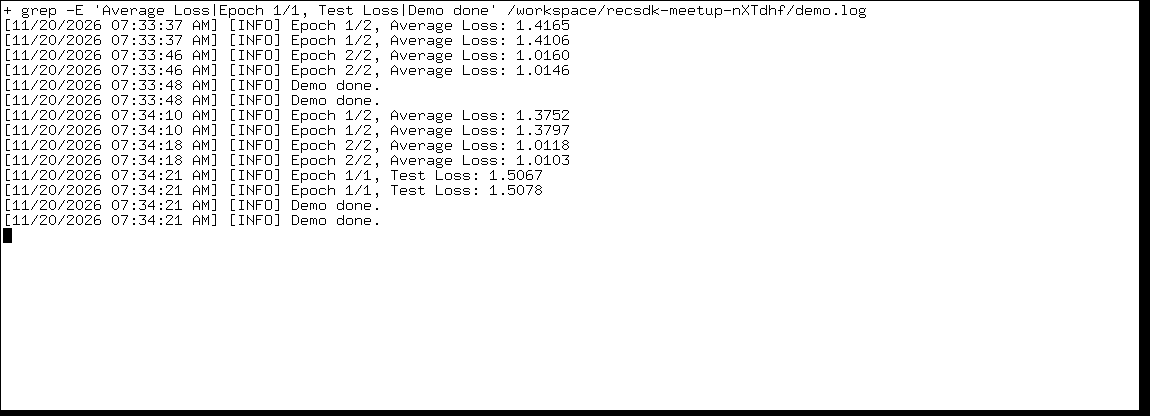 + grep -E 'Average Loss|Epoch 1/1, Test Loss|Demo done' /workspace/recsdk-meetup-nXTdhf/demo.log
[11/20/2026 07:33:37 AM] [INFO] Epoch 1/2, Average Loss: 1.4165
[11/20/2026 07:33:37 AM] [INFO] Epoch 1/2, Average Loss: 1.4106
[11/20/2026 07:33:46 AM] [INFO] Epoch 2/2, Average Loss: 1.0160
[11/20/2026 07:33:46 AM] [INFO] Epoch 2/2, Average Loss: 1.0146
[11/20/2026 07:33:48 AM] [INFO] Demo done.
[11/20/2026 07:33:48 AM] [INFO] Demo done.
[11/20/2026 07:34:10 AM] [INFO] Epoch 1/2, Average Loss: 1.3752
[11/20/2026 07:34:10 AM] [INFO] Epoch 1/2, Average Loss: 1.3797
[11/20/2026 07:34:18 AM] [INFO] Epoch 2/2, Average Loss: 1.0118
[11/20/2026 07:34:18 AM] [INFO] Epoch 2/2, Average Loss: 1.0103
[11/20/2026 07:34:21 AM] [INFO] Epoch 1/1, Test Loss: 1.5067
[11/20/2026 07:34:21 AM] [INFO] Epoch 1/1, Test Loss: 1.5078
[11/20/2026 07:34:21 AM] [INFO] Demo done.
[11/20/2026 07:34:21 AM] [INFO] Demo done.